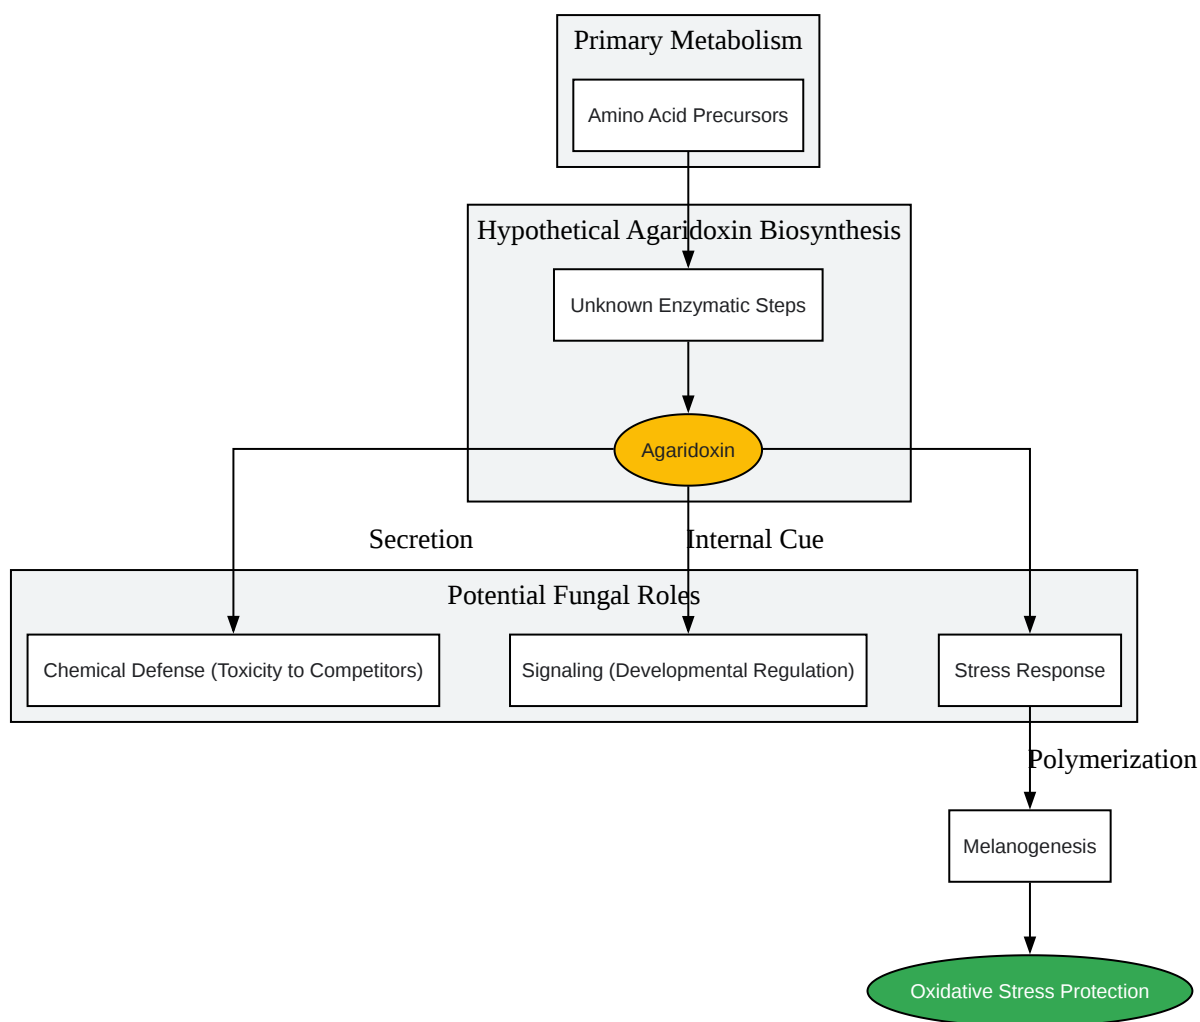 Primary Metabolism
Amino Acid Precursors
Hypothetical Agaridoxin Biosynthesis
Unknown Enzymatic Steps
Agaridoxin
Secretion
Internal Cue
Potential Fungal Roles
Chemical Defense (Toxicity to Competitors)
Signaling (Developmental Regulation)
Stress Response
Polymerization
Melanogenesis
Oxidative Stress Protection